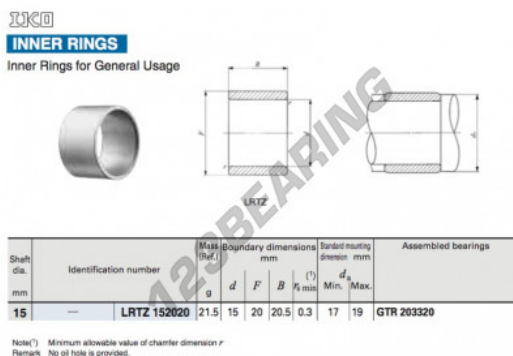 IKO
INNER RINGS
Inner Rings for General Usage
B
F
r
r
d
dₐ
LRTZ
123BEARING
Shaft dia. mm
Identification number
Mass (Ref.) g
Boundary dimensions mm
d F B rs min (1)
Standard mounting dimension mm
dₐ
Min. Max.
Assembled bearings
15 — LRTZ 152020 21.5 15 20 20.5 0.3 17 19 GTR 203320
Note(1) Minimum allowable value of chamfer dimension r
Remark No oil hole is provided.